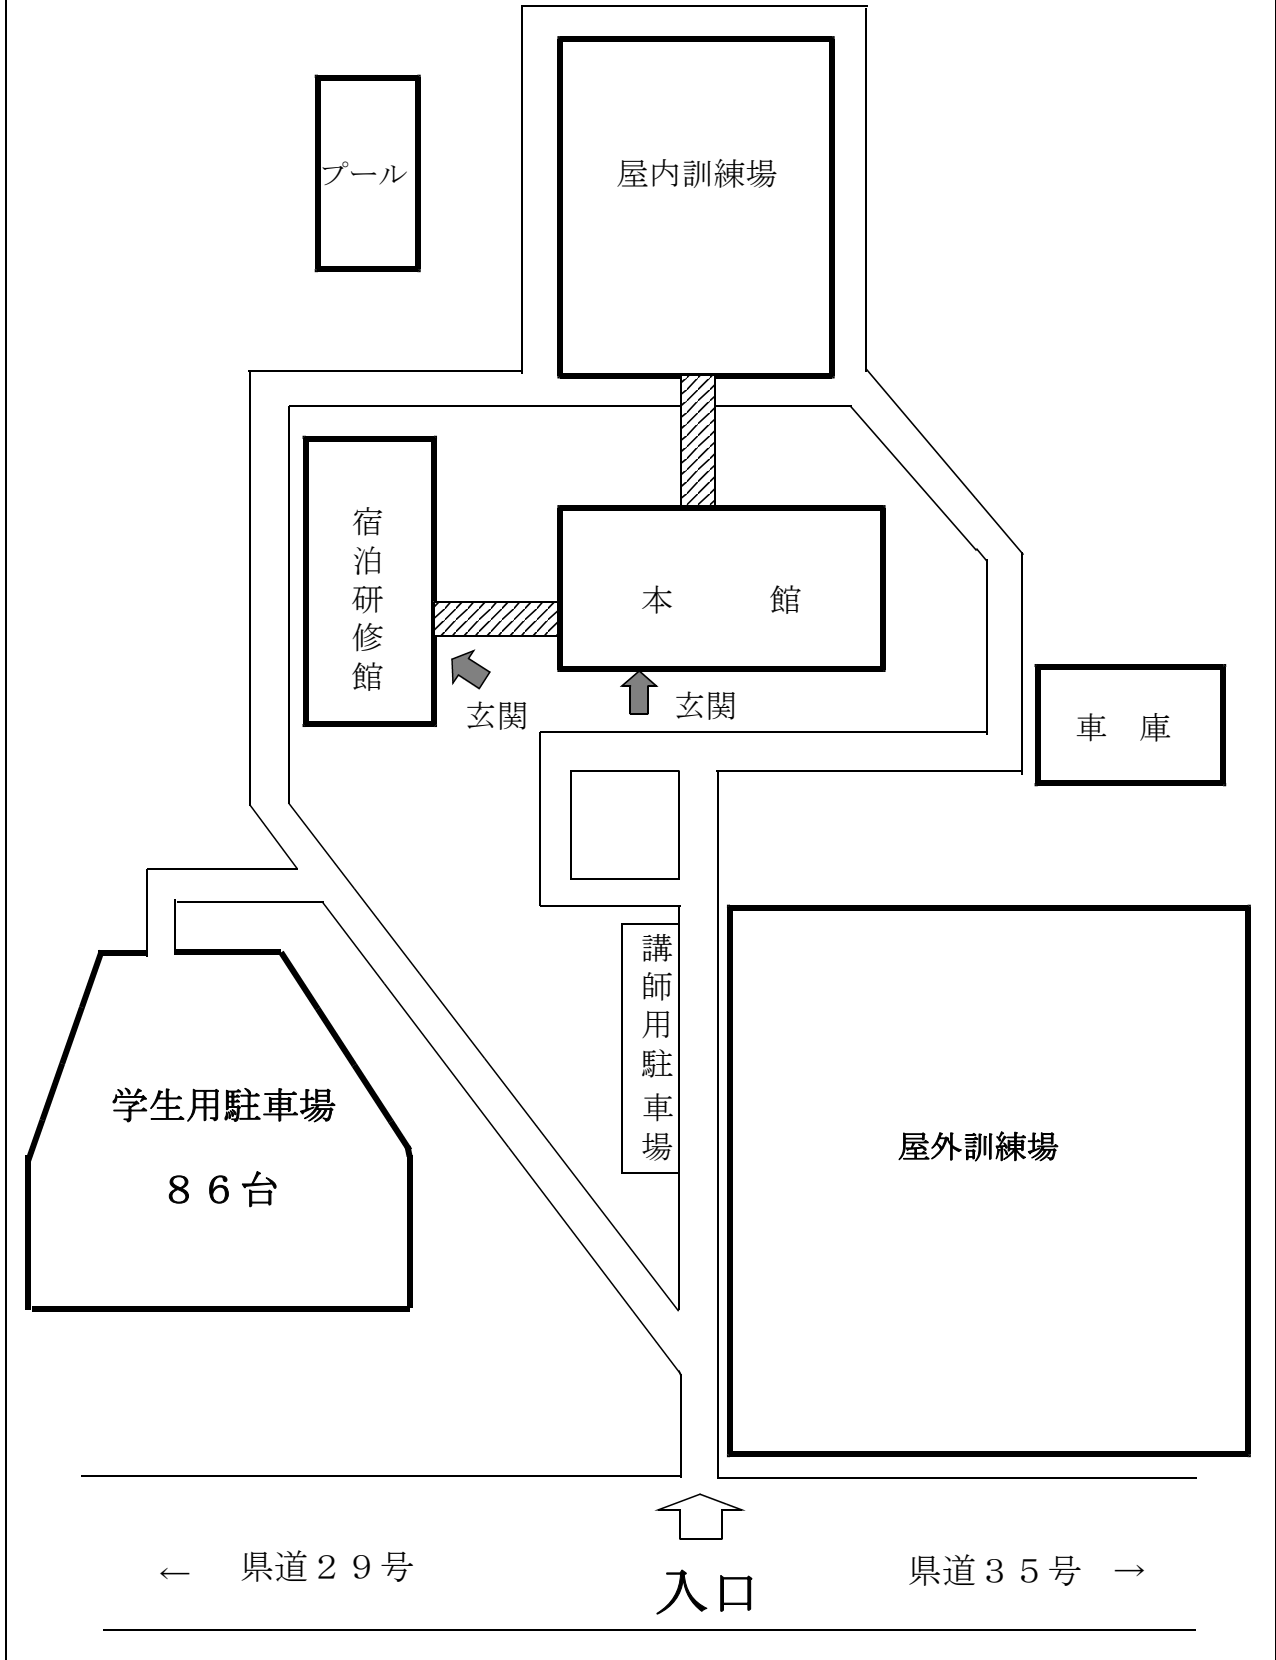 プール
屋内訓練場
宿泊研修館
本　　館
玄関
玄関
車　庫
講師用駐車場
学生用駐車場
８６台
屋外訓練場
←　県道２９号
入口
県道３５号　→